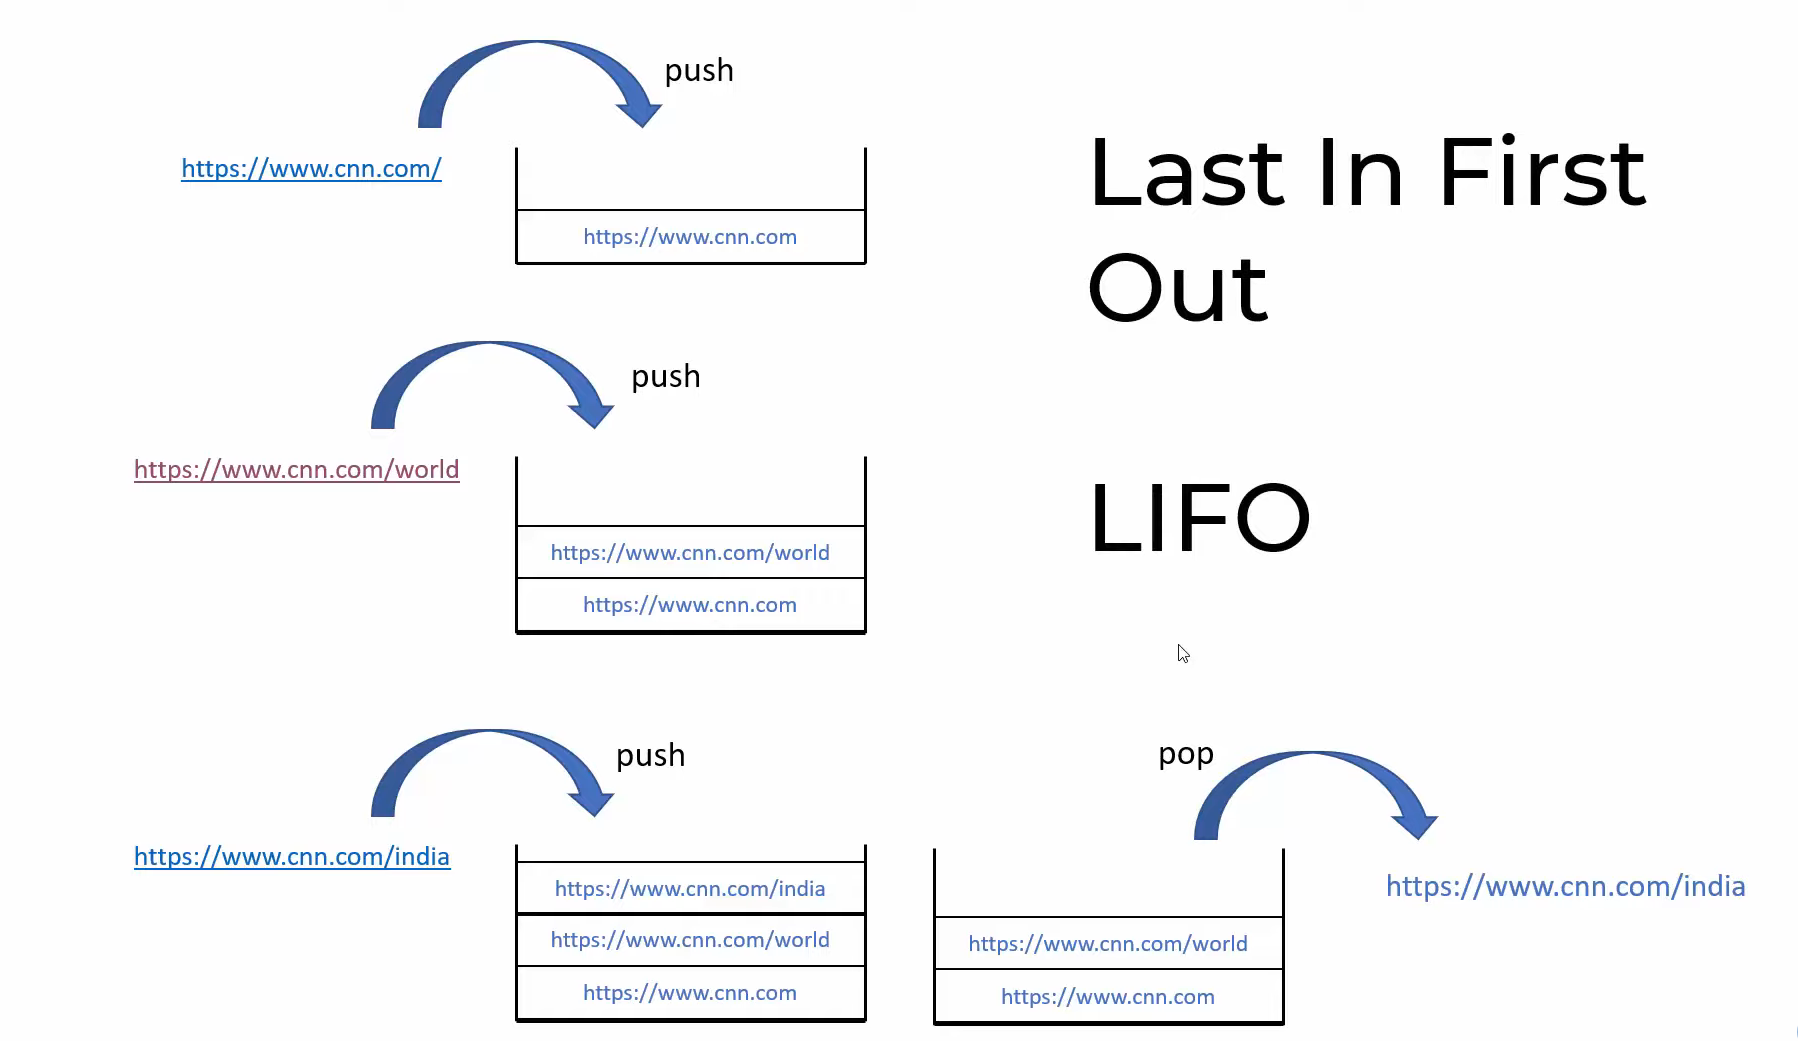 push
https://www.cnn.com/
https://www.cnn.com
Last In First
Out
push
https://www.cnn.com/world
https://www.cnn.com/world
https://www.cnn.com
LIFO
push
https://www.cnn.com/india
https://www.cnn.com/india
https://www.cnn.com/world
https://www.cnn.com
pop
https://www.cnn.com/india
https://www.cnn.com/world
https://www.cnn.com